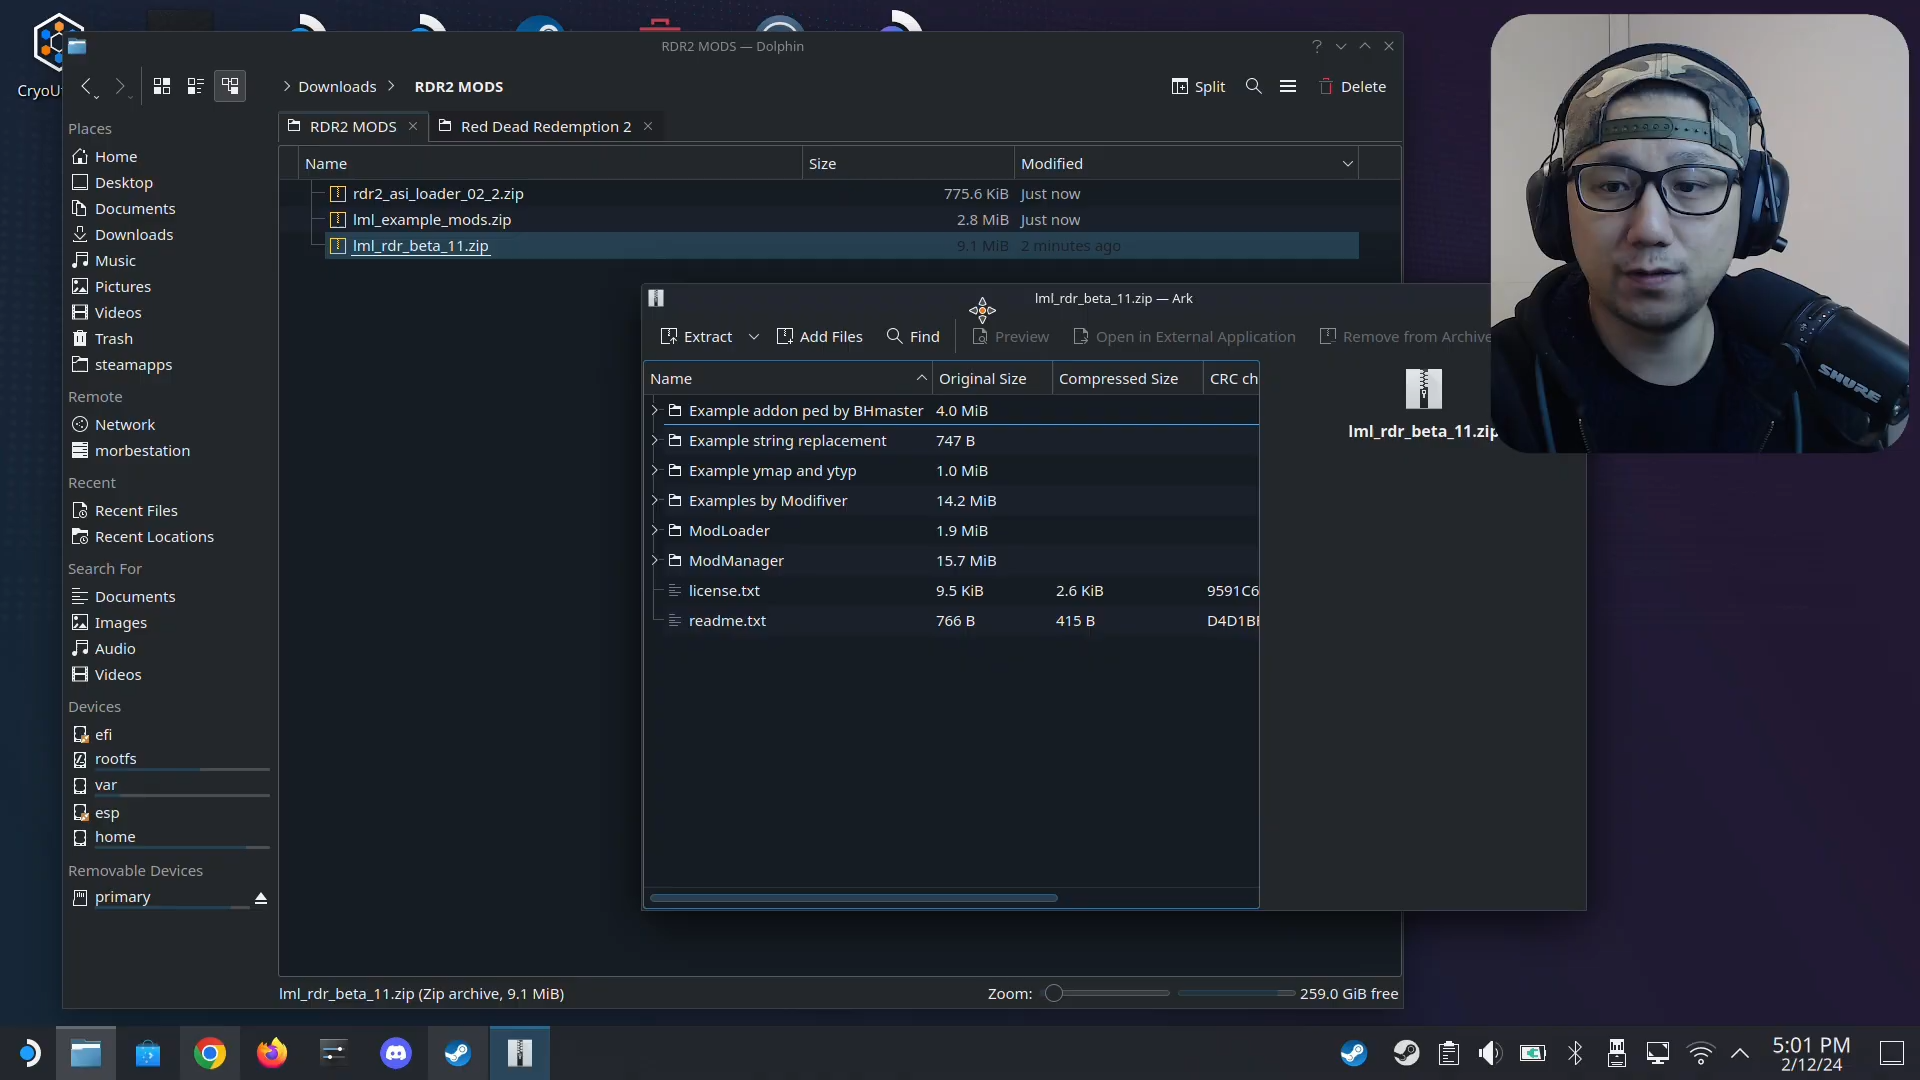 CryoU
RDR2 MODS — Dolphin
Downloads
RDR2 MODS
Split
Delete
RDR2 MODS
Red Dead Redemption 2
Places
Home
Desktop
Documents
Downloads
Music
Pictures
Videos
Trash
steamapps
Remote
Network
morbestation
Recent
Recent Files
Recent Locations
Search For
Documents
Images
Audio
Videos
Devices
efi
rootfs
var
esp
home
Removable Devices
primary
Name Size Modified
rdr2_asi_loader_02_2.zip 775.6 KiB Just now
lml_example_mods.zip 2.8 MiB Just now
lml_rdr_beta_11.zip 9.1 MiB 2 minutes ago
lml_rdr_beta_11.zip — Ark
Extract Add Files Find Preview Open in External Application Remove from Archive
Name Original Size Compressed Size CRC ch
Example addon ped by BHmaster 4.0 MiB
Example string replacement 747 B
Example ymap and ytyp 1.0 MiB
Examples by Modifiver 14.2 MiB
ModLoader 1.9 MiB
ModManager 15.7 MiB
license.txt 9.5 KiB 2.6 KiB 9591C6
readme.txt 766 B 415 B D4D1B
lml_rdr_beta_11.zip
SHURE
lml_rdr_beta_11.zip (Zip archive, 9.1 MiB)
Zoom:
259.0 GiB free
5:01 PM
2/12/24